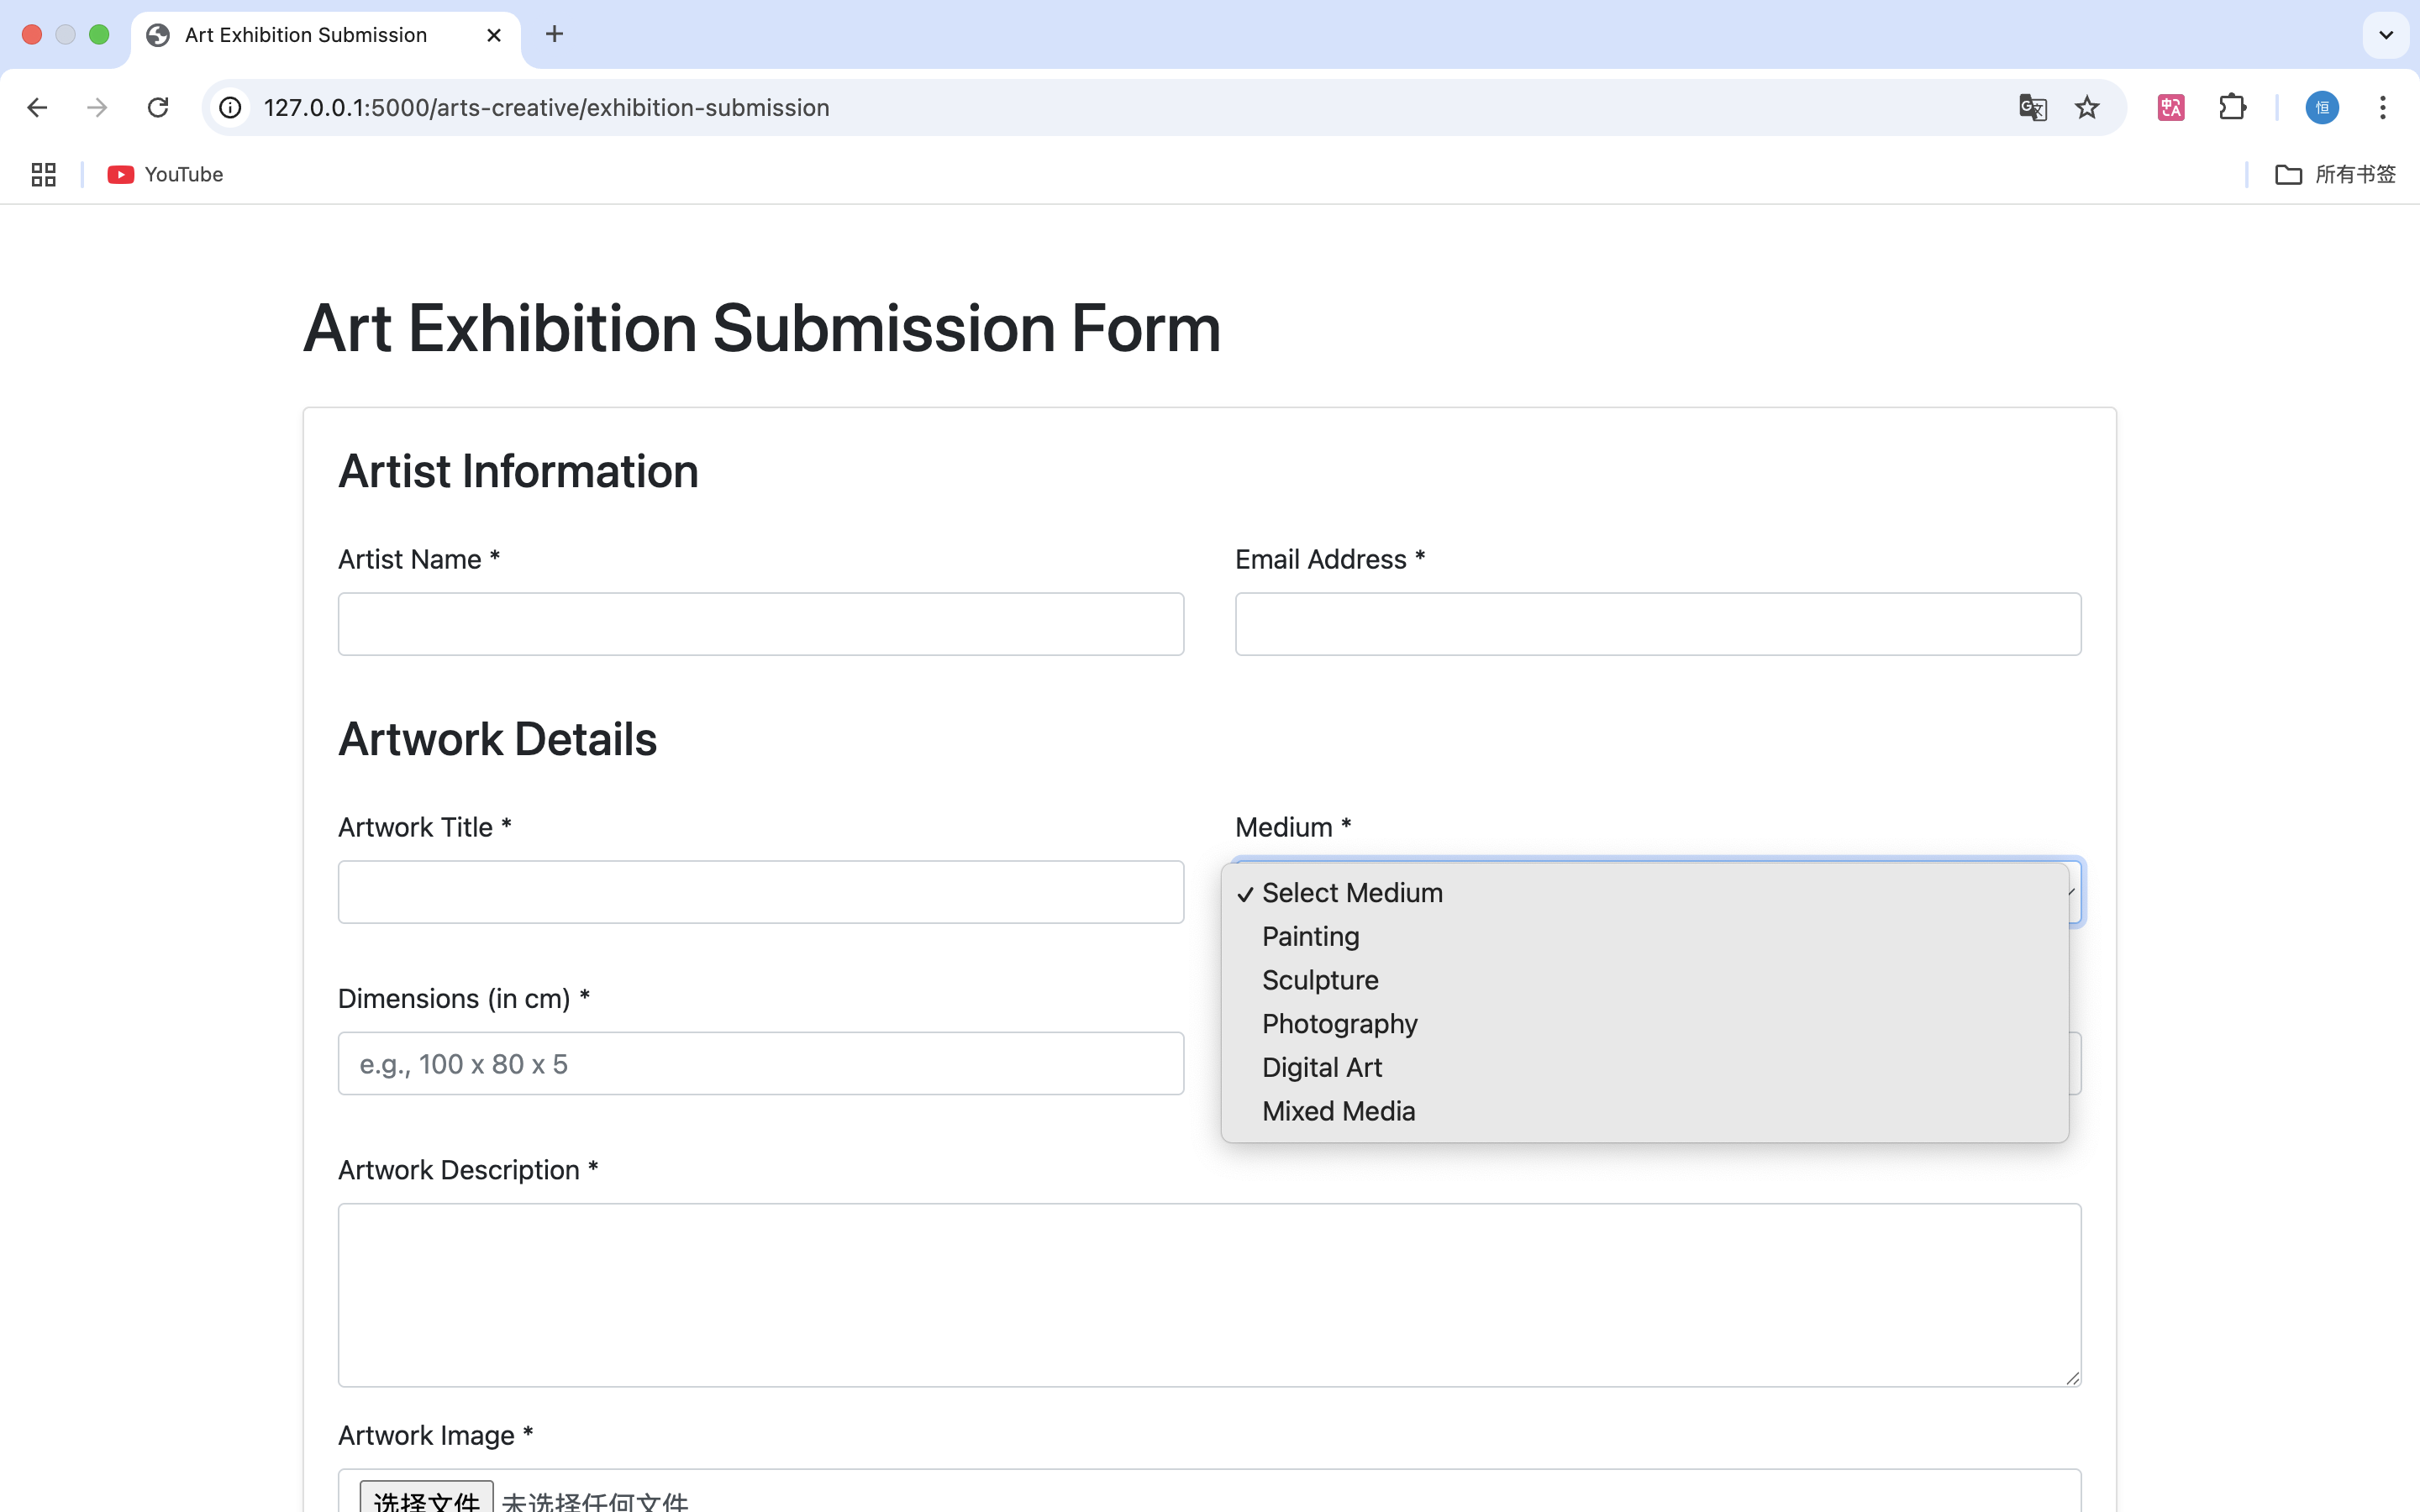 Art Exhibition Submission
127.0.0.1:5000/arts-creative/exhibition-submission
恒
YouTube
所有书签
Art Exhibition Submission Form
Artist Information
Artist Name *
Email Address *
Artwork Details
Artwork Title *
Medium *
Select Medium
Painting
Sculpture
Photography
Digital Art
Mixed Media
Dimensions (in cm) *
e.g., 100 x 80 x 5
Artwork Description *
Artwork Image *
选择文件 未选择任何文件